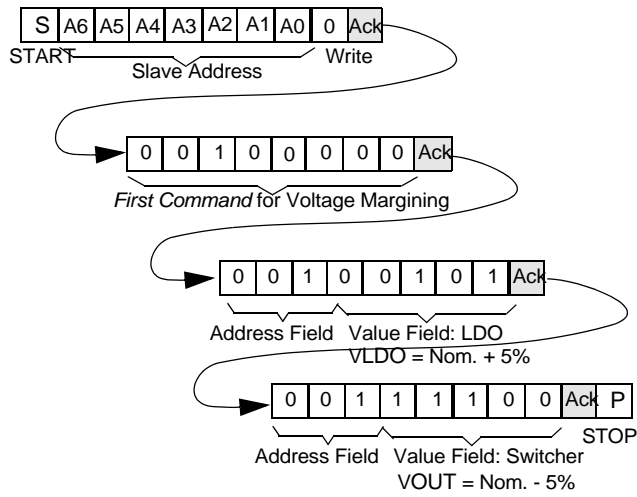 S A6 A5 A4 A3 A2 A1 A0 0 Ack
START Slave Address Write
0 0 1 0 0 0 0 0 Ack
First Command for Voltage Margining
0 0 1 0 0 1 0 1 Ack
Address Field Value Field: LDO
VLDO = Nom. + 5%
0 0 1 1 1 1 0 0 Ack P
STOP
Address Field Value Field: Switcher
VOUT = Nom. - 5%